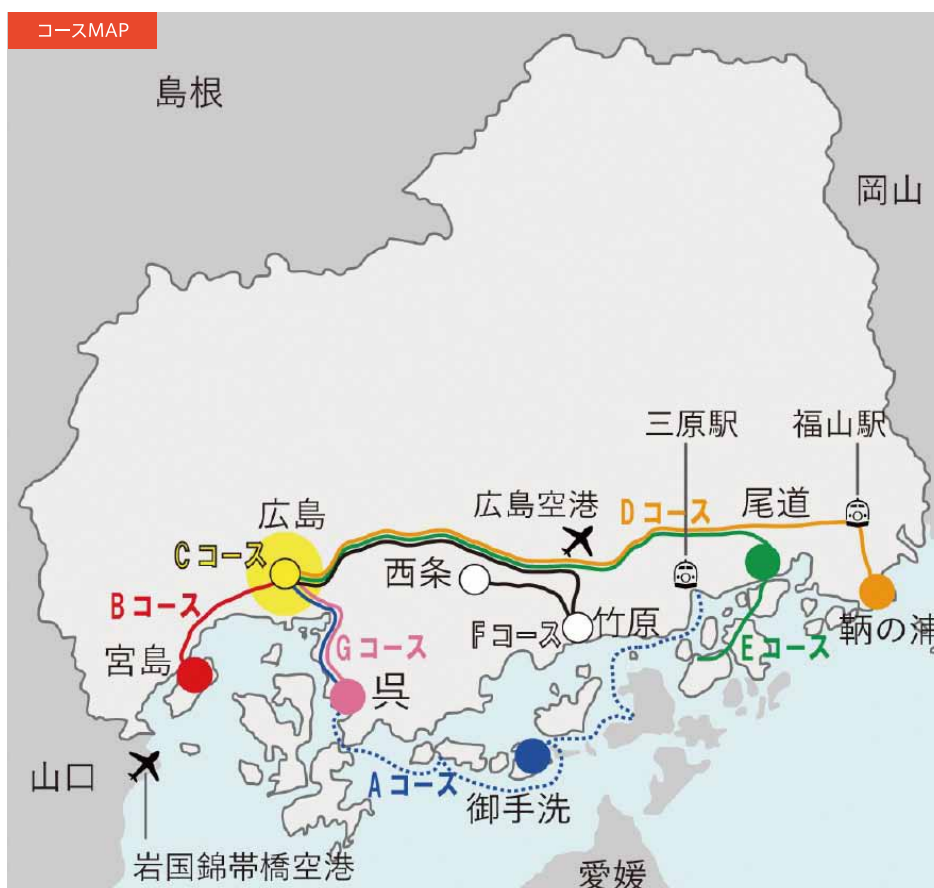 コースMAP
島根
岡山
三原駅
福山駅
広島
広島空港
Dコース
尾道
Cコース
西条
Bコース
Fコース
竹原
鞆の浦
宮島
Gコース
Eコース
呉
山口
Aコース
御手洗
岩国錦帯橋空港
愛媛